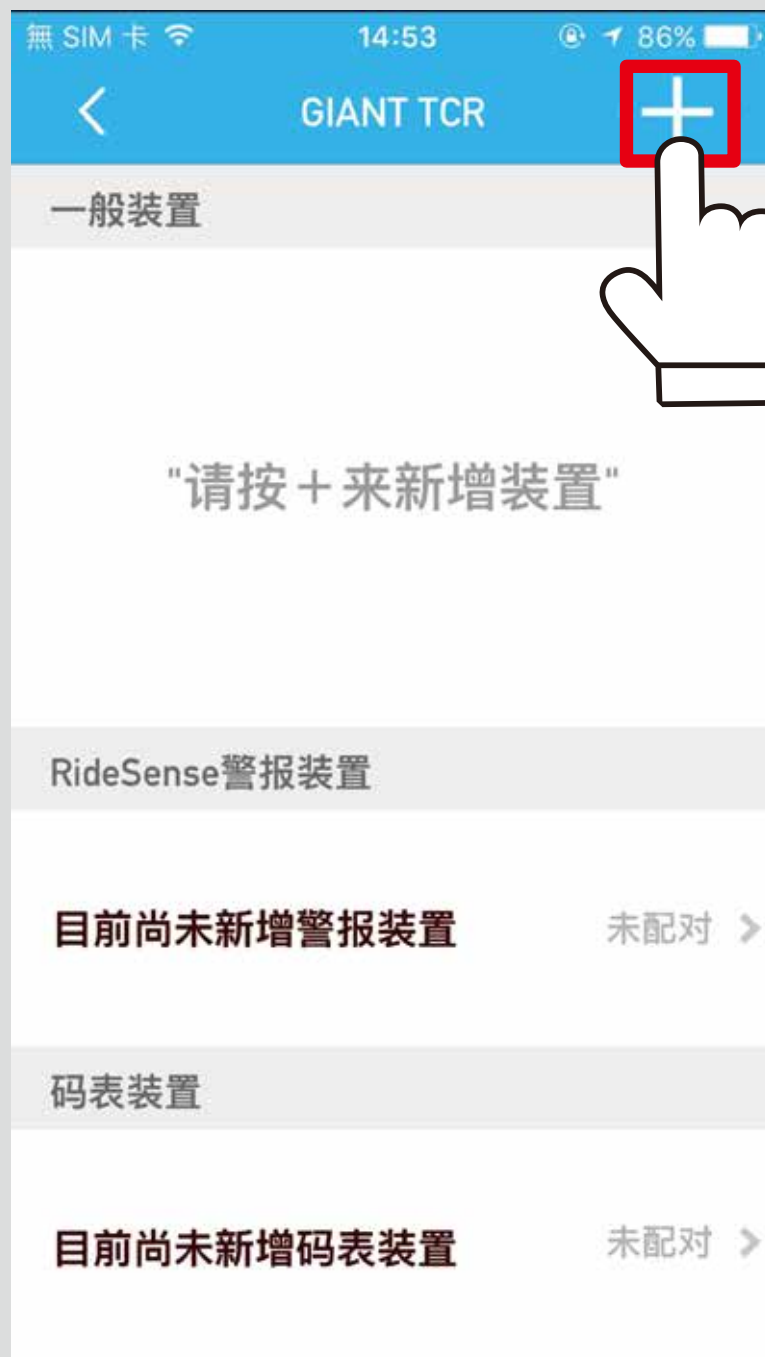 無 SIM 卡 14:53 86%
GIANT TCR
一般装置
"请按＋来新增装置"
RideSense警报装置
目前尚未新增警报装置 未配对
码表装置
目前尚未新增码表装置 未配对